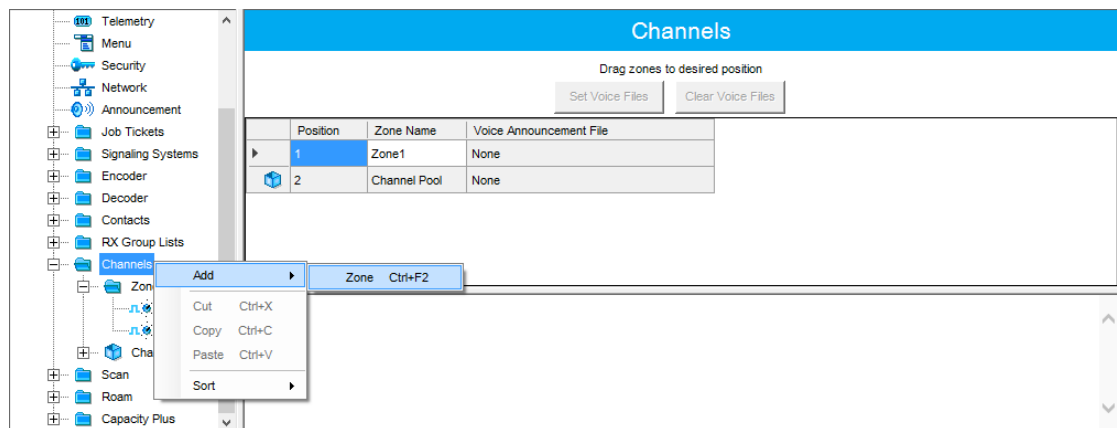 Telemetry
Menu
Security
Network
Announcement
Job Tickets
Signaling Systems
Encoder
Decoder
Contacts
RX Group Lists
Channels
Scan
Roam
Capacity Plus
Add
Cut Ctrl+X
Copy Ctrl+C
Paste Ctrl+V
Sort
Zone Ctrl+F2
Channels
Drag zones to desired position
Set Voice Files Clear Voice Files
Position Zone Name Voice Announcement File
1 Zone1 None
2 Channel Pool None